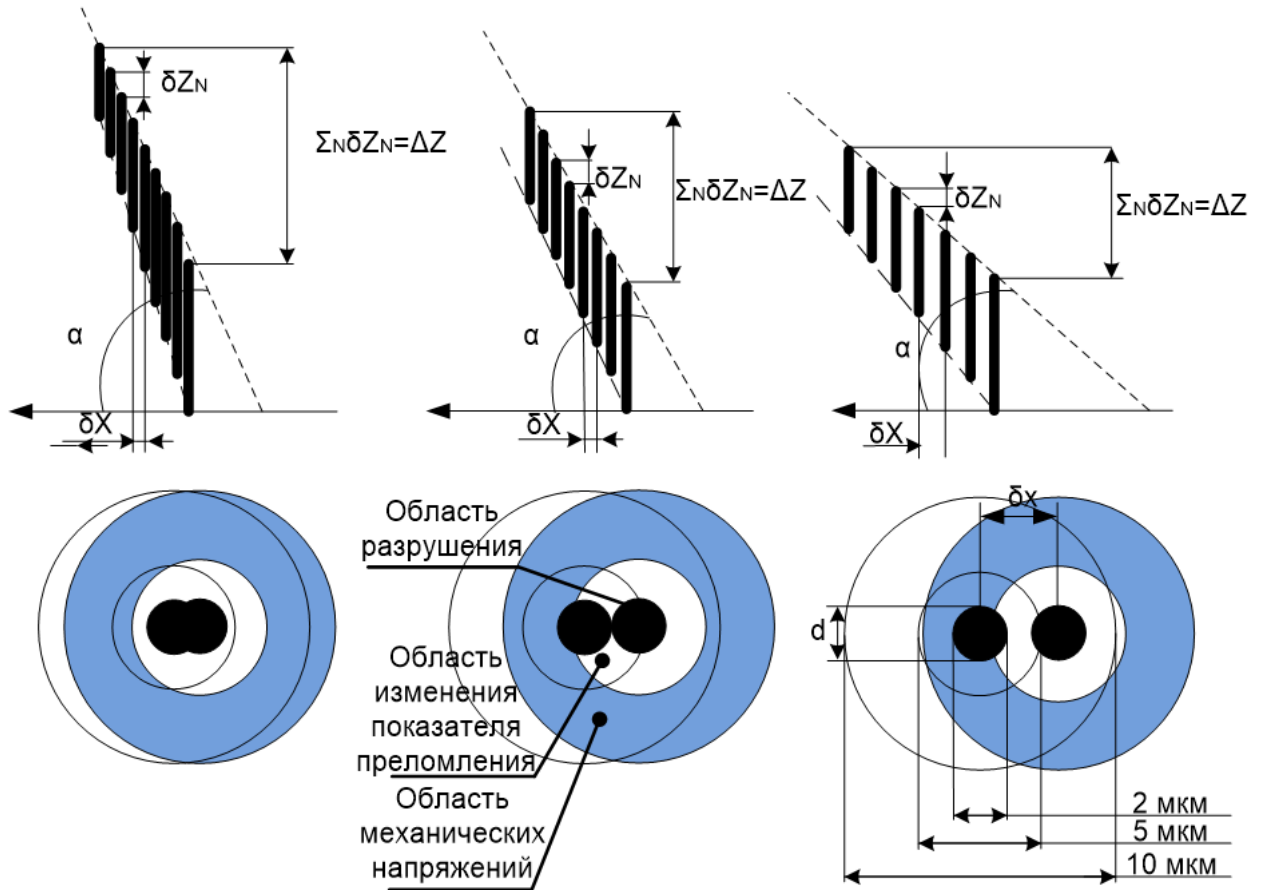 δZN
ΣNδZN=ΔZ
α
δX
δZN
ΣNδZN=ΔZ
α
δX
δZN
ΣNδZN=ΔZ
α
δX
Область
разрушения
Область
изменения
показателя
преломления
Область
механических
напряжений
δx
d
2 мкм
5 мкм
10 мкм